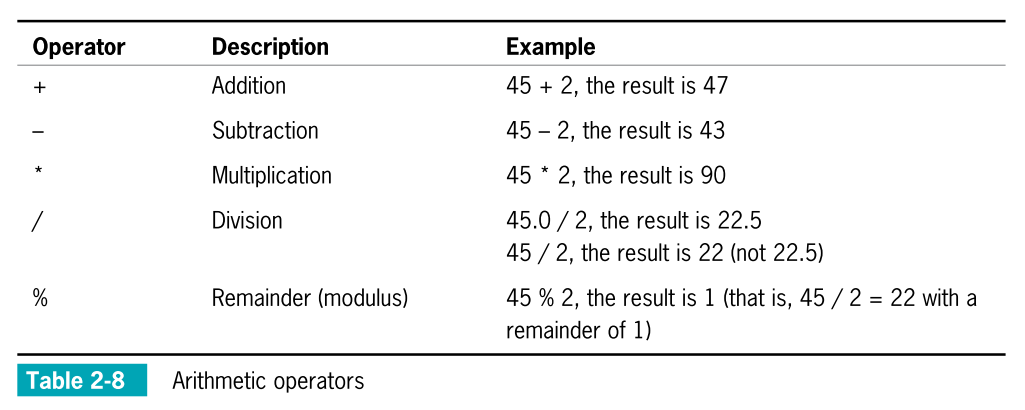 Operator Description Example
+ Addition 45 + 2, the result is 47
– Subtraction 45 – 2, the result is 43
* Multiplication 45 * 2, the result is 90
/ Division 45.0 / 2, the result is 22.5
45 / 2, the result is 22 (not 22.5)
% Remainder (modulus) 45 % 2, the result is 1 (that is, 45 / 2 = 22 with a
remainder of 1)
Table 2-8 Arithmetic operators